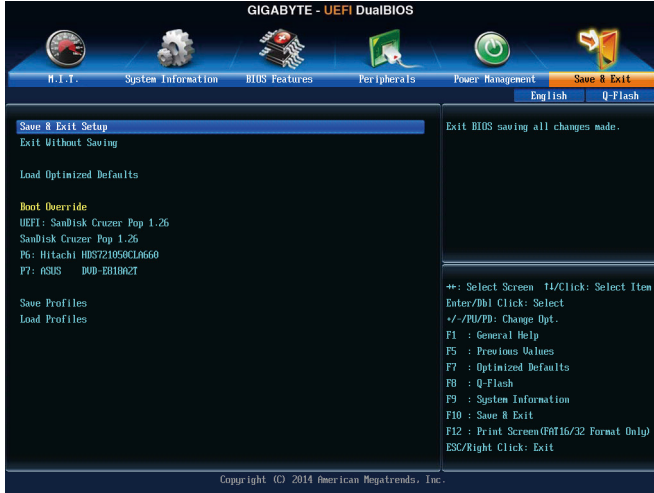 GIGABYTE - UEFI DualBIOS
M.I.T. System Information BIOS Features Peripherals Power Management Save & Exit
English Q-Flash
Save & Exit Setup
Exit Without Saving
Load Optimized Defaults
Boot Override
UEFI: SanDisk Cruzer Pop 1.26
SanDisk Cruzer Pop 1.26
P6: Hitachi HDS721050CLA660
P7: ASUS DVD-E818A2T
Save Profiles
Load Profiles
Exit BIOS saving all changes made.
→←: Select Screen ↑↓/Click: Select Item
Enter/Dbl Click: Select
+/-/PU/PD: Change Opt.
F1 : General Help
F5 : Previous Values
F7 : Optimized Defaults
F8 : Q-Flash
F9 : System Information
F10 : Save & Exit
F12 : Print Screen(FAT16/32 Format Only)
ESC/Right Click: Exit
Copyright (C) 2014 American Megatrends, Inc.